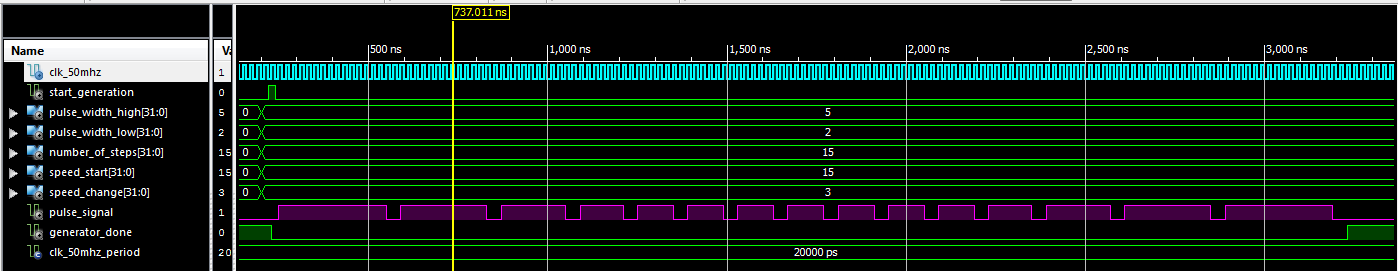 737.011 ns
Name
Va
500 ns
1,000 ns
1,500 ns
2,000 ns
2,500 ns
3,000 ns
clk_50mhz
1
start_generation
0
pulse_width_high[31:0]
5
0
5
pulse_width_low[31:0]
2
0
2
number_of_steps[31:0]
15
0
15
speed_start[31:0]
15
0
15
speed_change[31:0]
3
0
3
pulse_signal
1
generator_done
0
clk_50mhz_period
20
20000 ps